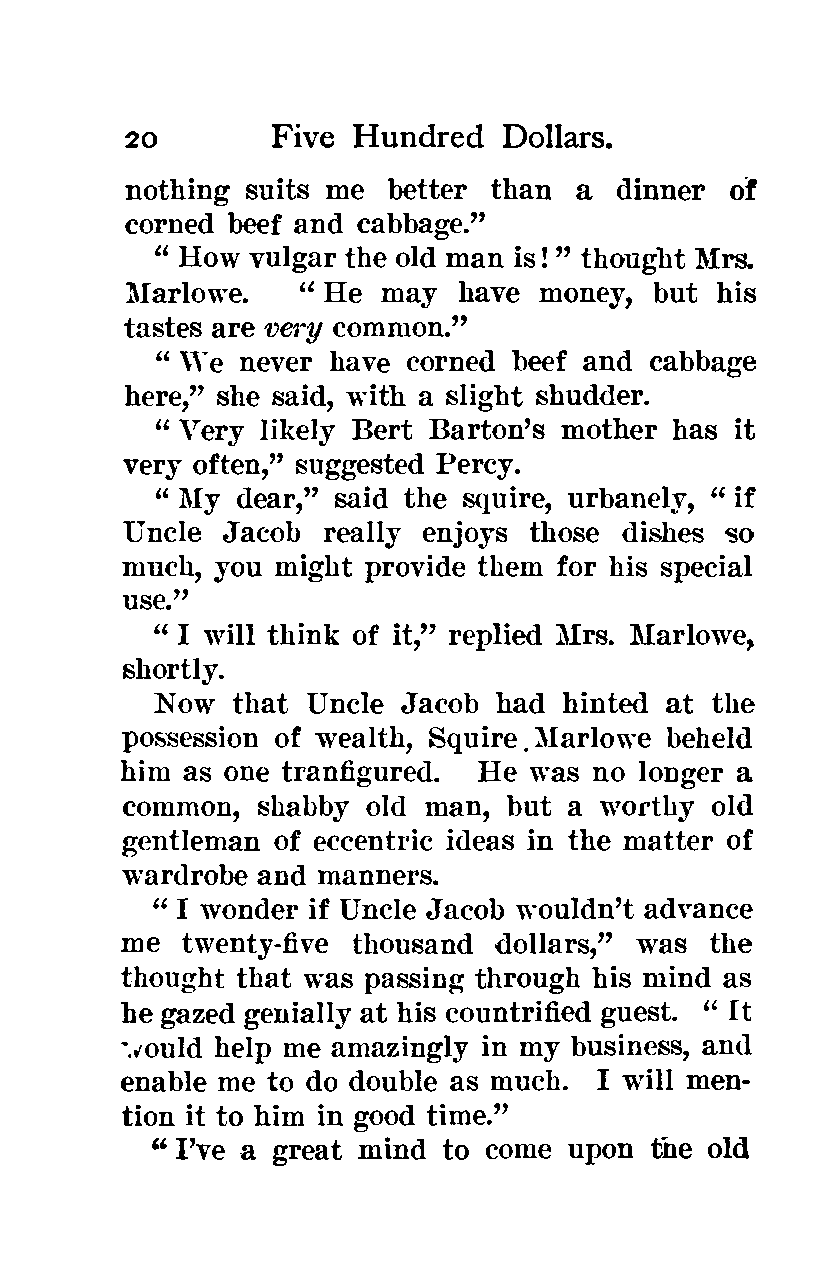 20 Five Hundred Dollars.
nothing suits me better than a dinner of
corned beef and cabbage.”
“ How vulgar the old man is! ” thought Mrs.
Marlowe. “ He may have money, but his
tastes are very common.”
“ We never have corned beef and cabbage
here,” she said, with a slight shudder.
“ Very likely Bert Barton’s mother has it
very often,” suggested Percy.
“ My dear,” said the squire, urbanely, “ if
Uncle Jacob really enjoys those dishes so
much, you might provide them for his special
use.”
“ I will think of it,” replied Mrs. Marlowe,
shortly.
Now that Uncle Jacob had hinted at the
possession of wealth, Squire Marlowe beheld
him as one tranfigured. He was no longer a
common, shabby old man, but a worthy old
gentleman of eccentric ideas in the matter of
wardrobe and manners.
“ I wonder if Uncle Jacob wouldn’t advance
me twenty-five thousand dollars,” was the
thought that was passing through his mind as
he gazed genially at his countrified guest. “ It
would help me amazingly in my business, and
enable me to do double as much. I will men-
tion it to him in good time.”
“ I’ve a great mind to come upon the old